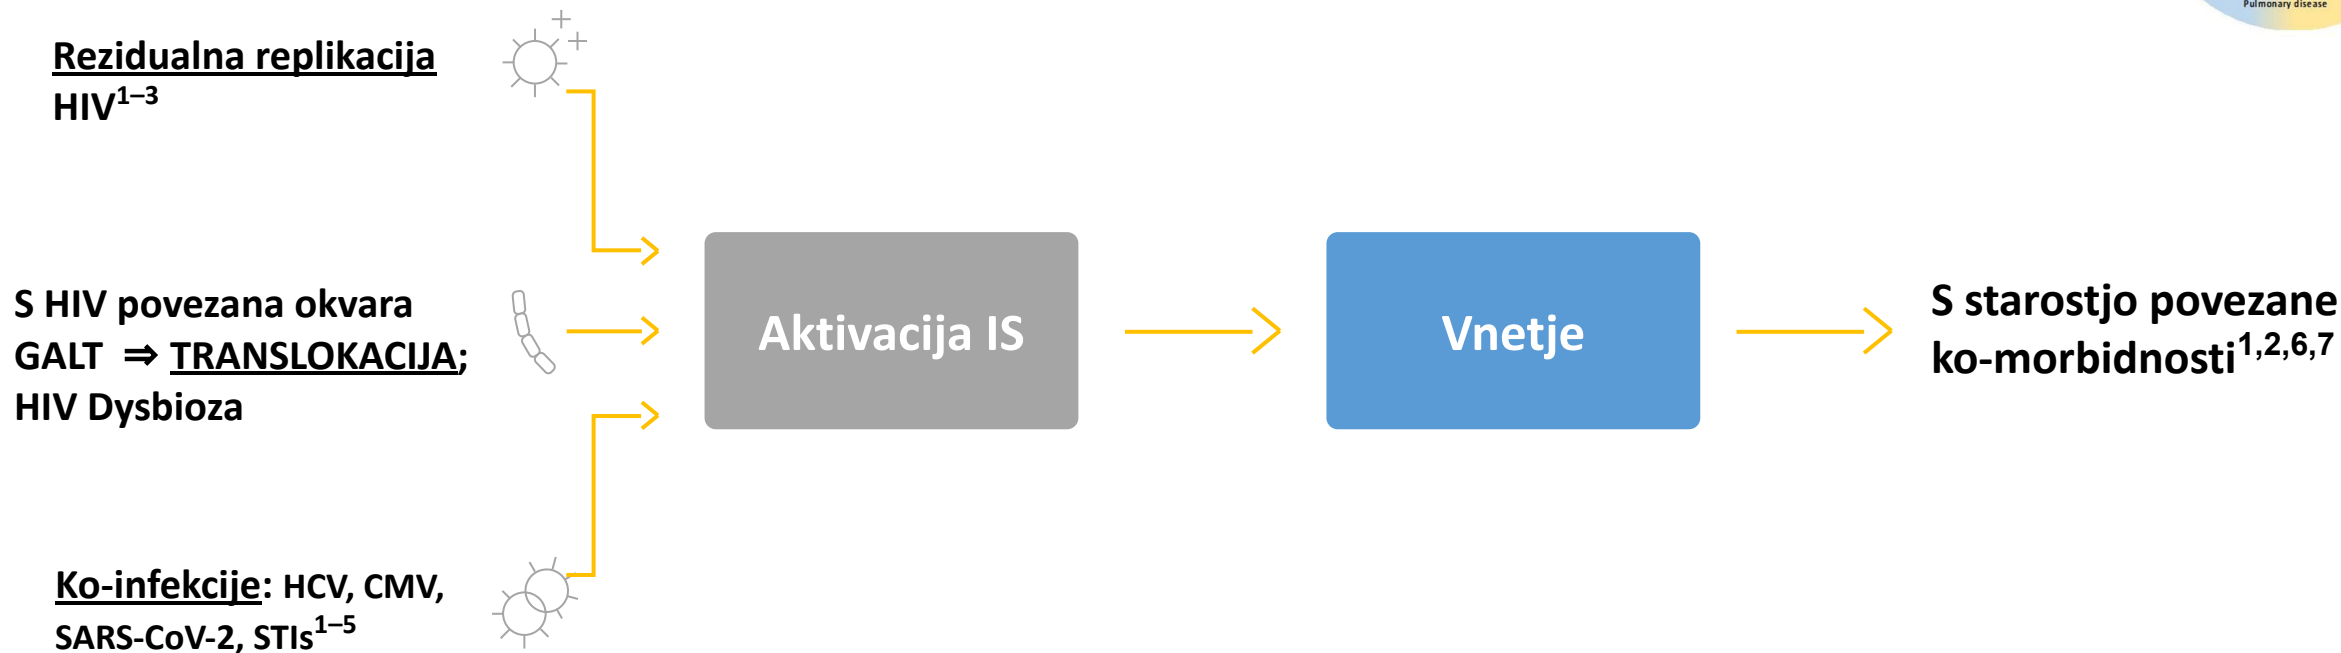 Pulmonary disease
Rezidualna replikacija
HIV¹⁻³
S HIV povezana okvara
GALT ⇒ TRANSLOKACIJA;
HIV Dysbioza
Ko-infekcije: HCV, CMV,
SARS-CoV-2, STIs¹⁻⁵
Aktivacija IS
Vnetje
S starostjo povezane
ko-morbidnosti¹,²,⁶,⁷